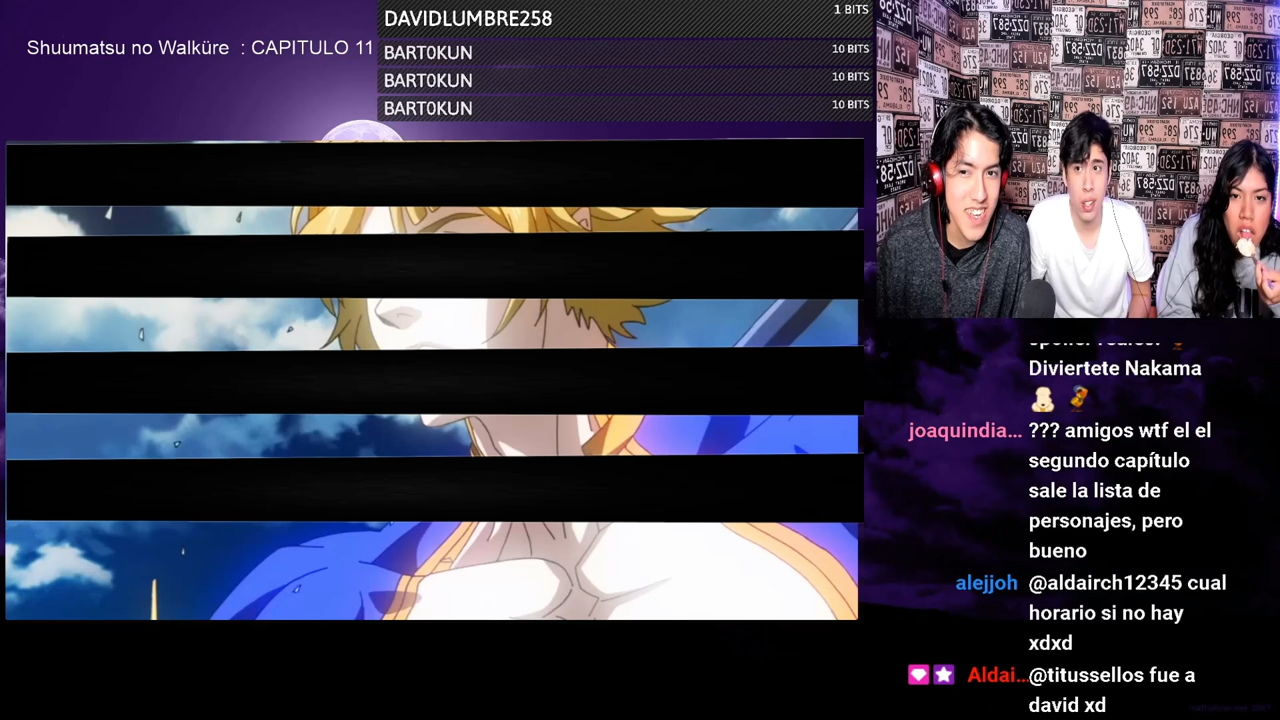 DAVIDLUMBRE258
1 BITS
Shuumatsu no Walküre : CAPITULO 11
BART0KUN
10 BITS
BART0KUN
10 BITS
BART0KUN
10 BITS
Diviertete Nakama
joaquindia… ??? amigos wtf el el
segundo capítulo
sale la lista de
personajes, pero
bueno
alejjoh @aldairch12345 cual
horario si no hay
xdxd
Aldai… @titussellos fue a
david xd